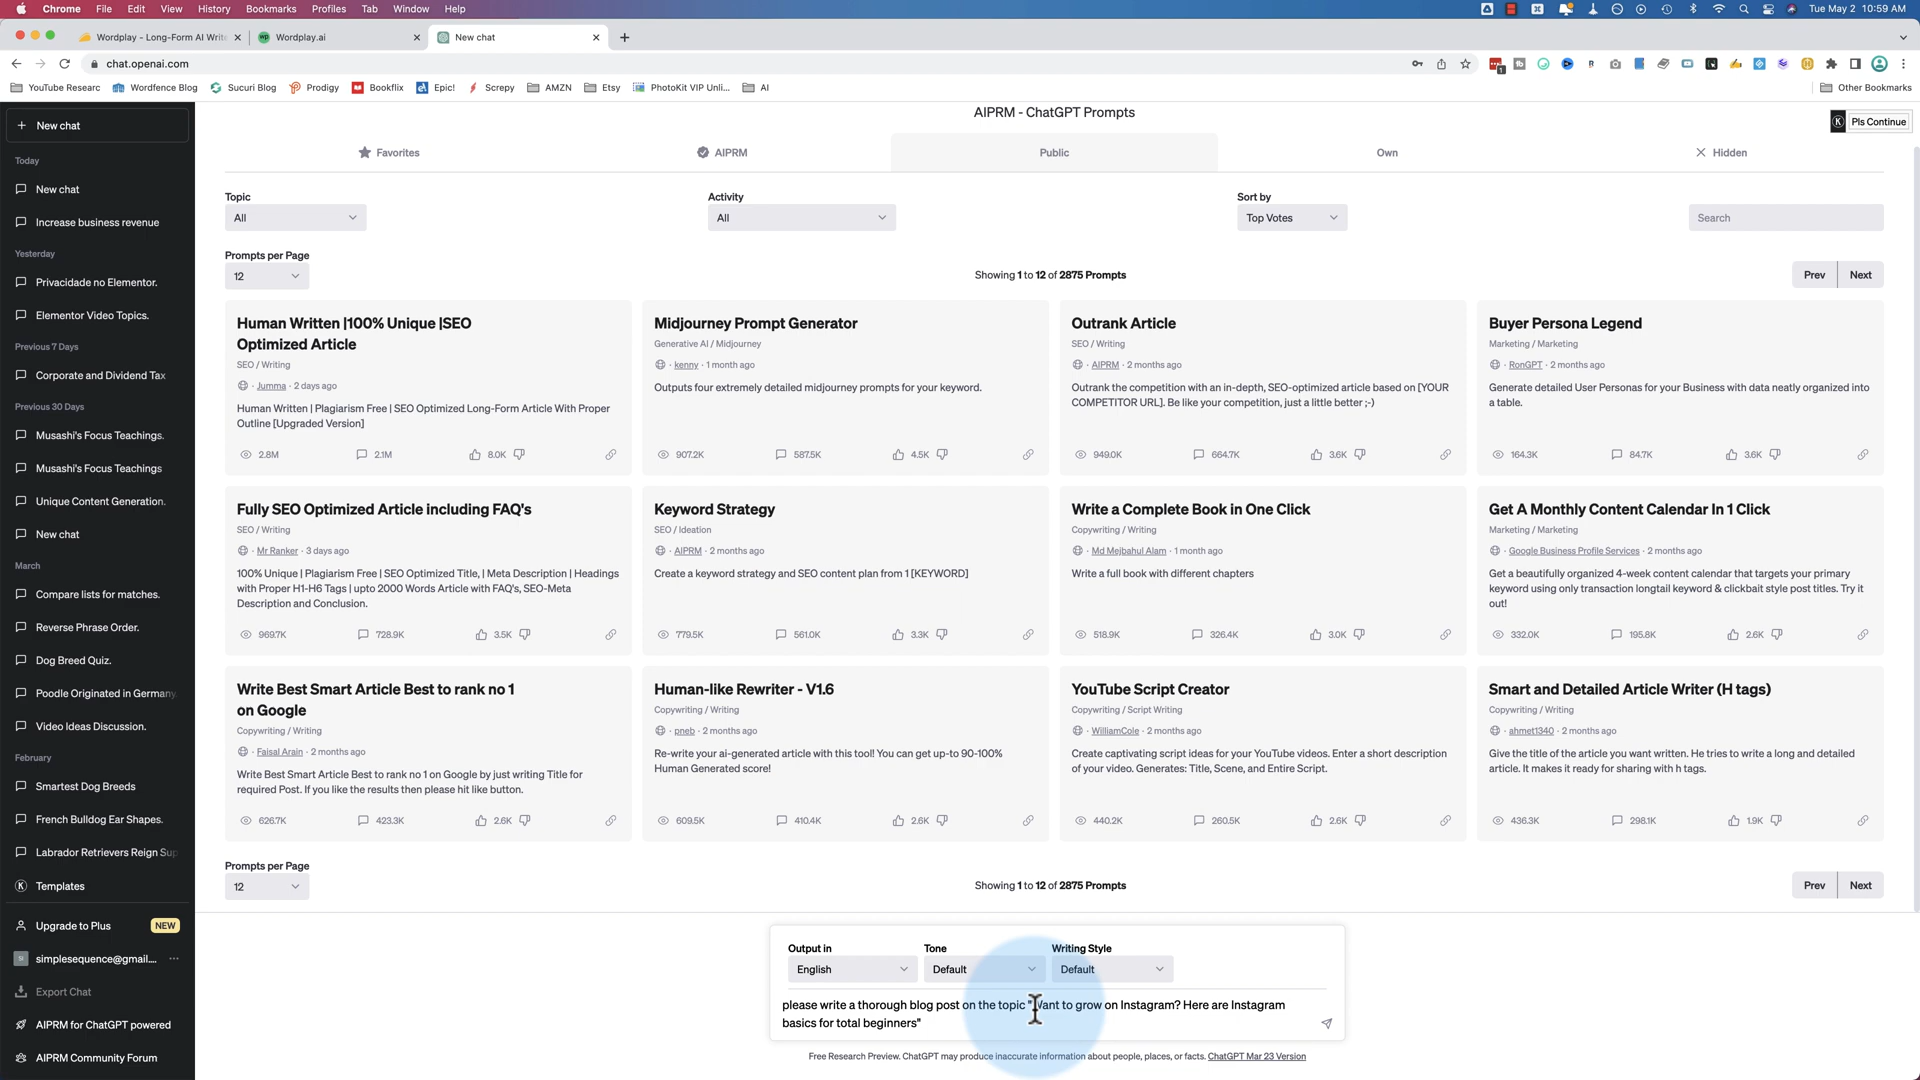 Chrome File Edit View History Bookmarks Profiles Tab Window Help
Tue May 2 10:59 AM
Wordplay - Long-Form AI Write
Wordplay.ai
New chat
chat.openai.com
YouTube Researc
Wordfence Blog
Sucuri Blog
Prodigy
Bookflix
Epic!
Screpy
AMZN
Etsy
PhotoKit VIP Unli...
AI
Other Bookmarks
New chat
Today
New chat
Increase business revenue
Yesterday
Privacidade no Elementor.
Elementor Video Topics.
Previous 7 Days
Corporate and Dividend Tax
Previous 30 Days
Musashi's Focus Teachings.
Musashi's Focus Teachings
Unique Content Generation.
New chat
March
Compare lists for matches.
Reverse Phrase Order.
Dog Breed Quiz.
Poodle Originated in Germany.
Video Ideas Discussion.
February
Smartest Dog Breeds
French Bulldog Ear Shapes.
Labrador Retrievers Reign Sup
Templates
Upgrade to Plus NEW
simplesequence@gmail.... ...
Export Chat
AIPRM for ChatGPT powered
AIPRM Community Forum
AIPRM - ChatGPT Prompts
Pls Continue
Favorites
AIPRM
Public
Own
Hidden
Topic
All
Activity
All
Sort by
Top Votes
Search
Prompts per Page
12
Showing 1 to 12 of 2875 Prompts
Prev Next
Human Written |100% Unique |SEO
Optimized Article
SEO / Writing
· Jumma · 2 days ago
Human Written | Plagiarism Free | SEO Optimized Long-Form Article With Proper
Outline [Upgraded Version]
2.8M 2.1M 8.0K
Midjourney Prompt Generator
Generative AI / Midjourney
· kenny · 1 month ago
Outputs four extremely detailed midjourney prompts for your keyword.
907.2K 587.5K 4.5K
Outrank Article
SEO / Writing
· AIPRM · 2 months ago
Outrank the competition with an in-depth, SEO-optimized article based on [YOUR
COMPETITOR URL]. Be like your competition, just a little better ;-)
949.0K 664.7K 3.6K
Buyer Persona Legend
Marketing / Marketing
· RonGPT · 2 months ago
Generate detailed User Personas for your Business with data neatly organized into
a table.
164.3K 84.7K 3.6K
Fully SEO Optimized Article including FAQ's
SEO / Writing
· Mr Ranker · 3 days ago
100% Unique | Plagiarism Free | SEO Optimized Title, | Meta Description | Headings
with Proper H1-H6 Tags | upto 2000 Words Article with FAQ's, SEO-Meta
Description and Conclusion.
969.7K 728.9K 3.5K
Keyword Strategy
SEO / Ideation
· AIPRM · 2 months ago
Create a keyword strategy and SEO content plan from 1 [KEYWORD]
779.5K 561.0K 3.3K
Write a Complete Book in One Click
Copywriting / Writing
· Md Mejbahul Alam · 1 month ago
Write a full book with different chapters
518.9K 326.4K 3.0K
Get A Monthly Content Calendar In 1 Click
Marketing / Marketing
· Google Business Profile Services · 2 months ago
Get a beautifully organized 4-week content calendar that targets your primary
keyword using only transaction longtail keyword & clickbait style post titles. Try it
out!
332.0K 195.8K 2.6K
Write Best Smart Article Best to rank no 1
on Google
Copywriting / Writing
· Faisal Arain · 2 months ago
Write Best Smart Article Best to rank no 1 on Google by just writing Title for
required Post. If you like the results then please hit like button.
626.7K 423.3K 2.6K
Human-like Rewriter - V1.6
Copywriting / Writing
· pneb · 2 months ago
Re-write your ai-generated article with this tool! You can get up-to 90-100%
Human Generated score!
609.5K 410.4K 2.6K
YouTube Script Creator
Copywriting / Script Writing
· WilliamCole · 2 months ago
Create captivating script ideas for your YouTube videos. Enter a short description
of your video. Generates: Title, Scene, and Entire Script.
440.2K 260.5K 2.6K
Smart and Detailed Article Writer (H tags)
Copywriting / Writing
· ahmet1340 · 2 months ago
Give the title of the article you want written. He tries to write a long and detailed
article. It makes it ready for sharing with h tags.
436.3K 298.1K 1.9K
Prompts per Page
12
Showing 1 to 12 of 2875 Prompts
Prev Next
Output in
English
Tone
Default
Writing Style
Default
please write a thorough blog post on the topic "Want to grow on Instagram? Here are Instagram
basics for total beginners"
Free Research Preview. ChatGPT may produce inaccurate information about people, places, or facts. ChatGPT Mar 23 Version